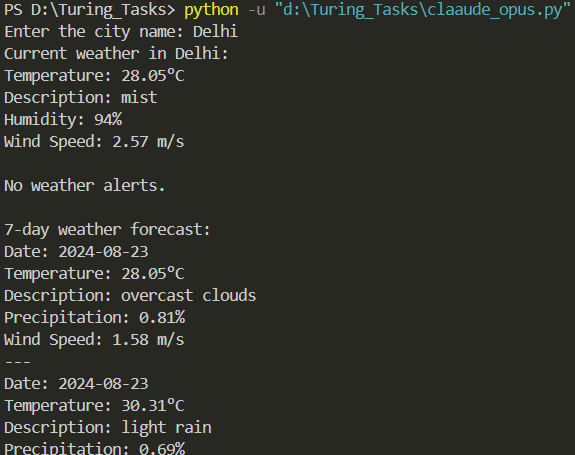 PS D:\Turing_Tasks> python -u "d:\Turing_Tasks\claaude_opus.py"
Enter the city name: Delhi
Current weather in Delhi:
Temperature: 28.05°C
Description: mist
Humidity: 94%
Wind Speed: 2.57 m/s

No weather alerts.

7-day weather forecast:
Date: 2024-08-23
Temperature: 28.05°C
Description: overcast clouds
Precipitation: 0.81%
Wind Speed: 1.58 m/s
---
Date: 2024-08-23
Temperature: 30.31°C
Description: light rain
Precipitation: 0.69%